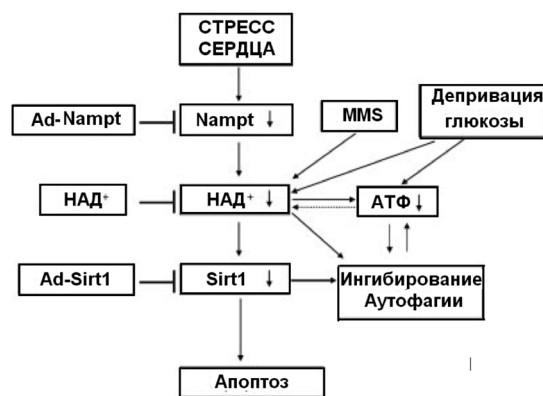 СТРЕСС
СЕРДЦА
Ad-Nampt
Nampt ↓
MMS
Депривация
глюкозы
НАД⁺
НАД⁺ ↓
АТФ ↓
Ad-Sirt1
Sirt1 ↓
Ингибирование
Аутофагии
Апоптоз